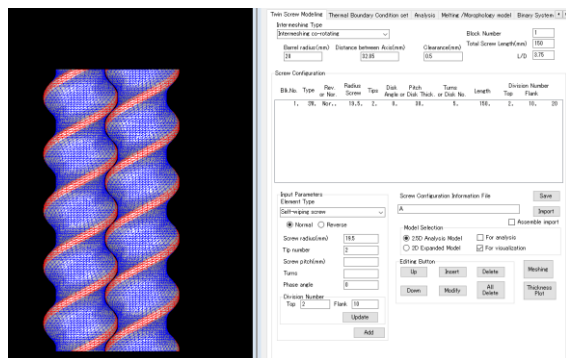 Twin Screw Modeling Thermal Boundary Condition set Analysis Melting /Morophology model Binary System
Intermeshing Type
Intermeshing co-rotating
Block Number 1
Total Screw Length(mm) 150
Barrel radius(mm) Distance between Axis(mm) Clearance(mm)
20 32.85 0.5
L/D 3.75
Screw Configuration
Blk.No. Type Rev. or Nor. Radius Screw Tips Disk Angle Pitch or Disk Thick. Turns or Disk No. Length Division Number Top Flank
1. Nor.. 19.5. 2. 0. 30. 5. 150. 2. 10. 20
Input Parameters
Element Type
Self-wiping screw
Normal Reverse
Screw radius(mm) 19.5
Tip number 2
Screw pitch(mm)
Turns
Phase angle 0
Division Number
Top 2 Flank 10
Update
Add
Screw Configuration Information File Save
A Import
Assemble import
Model Selection
2.5D Analysis Model For analysis
2D Expanded Model For visualization
Editing Button
Up Insert Delete
Down Modify All Delete
Meshing
Thickness Plot